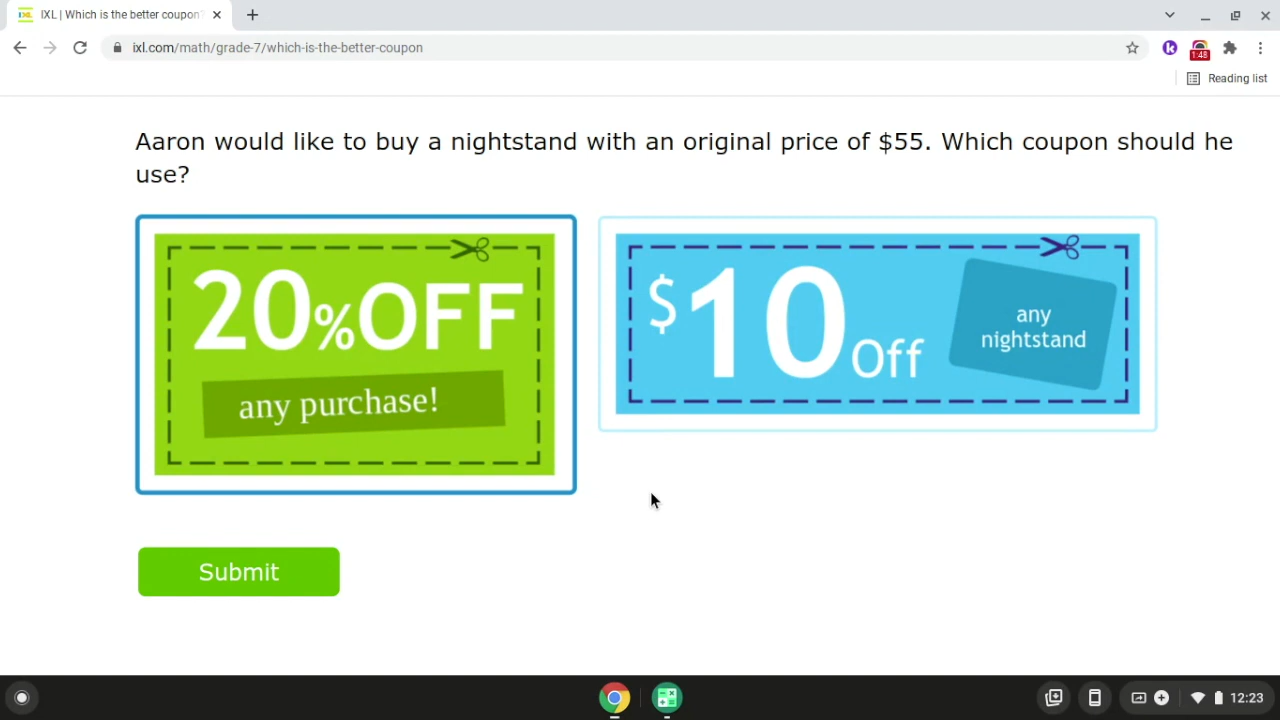 IXL | Which is the better coupon?
ixl.com/math/grade-7/which-is-the-better-coupon
k
1:48
Reading list
Aaron would like to buy a nightstand with an original price of $55. Which coupon should he
use?
20%OFF
any purchase!
$10 Off
any
nightstand
Submit
12:23